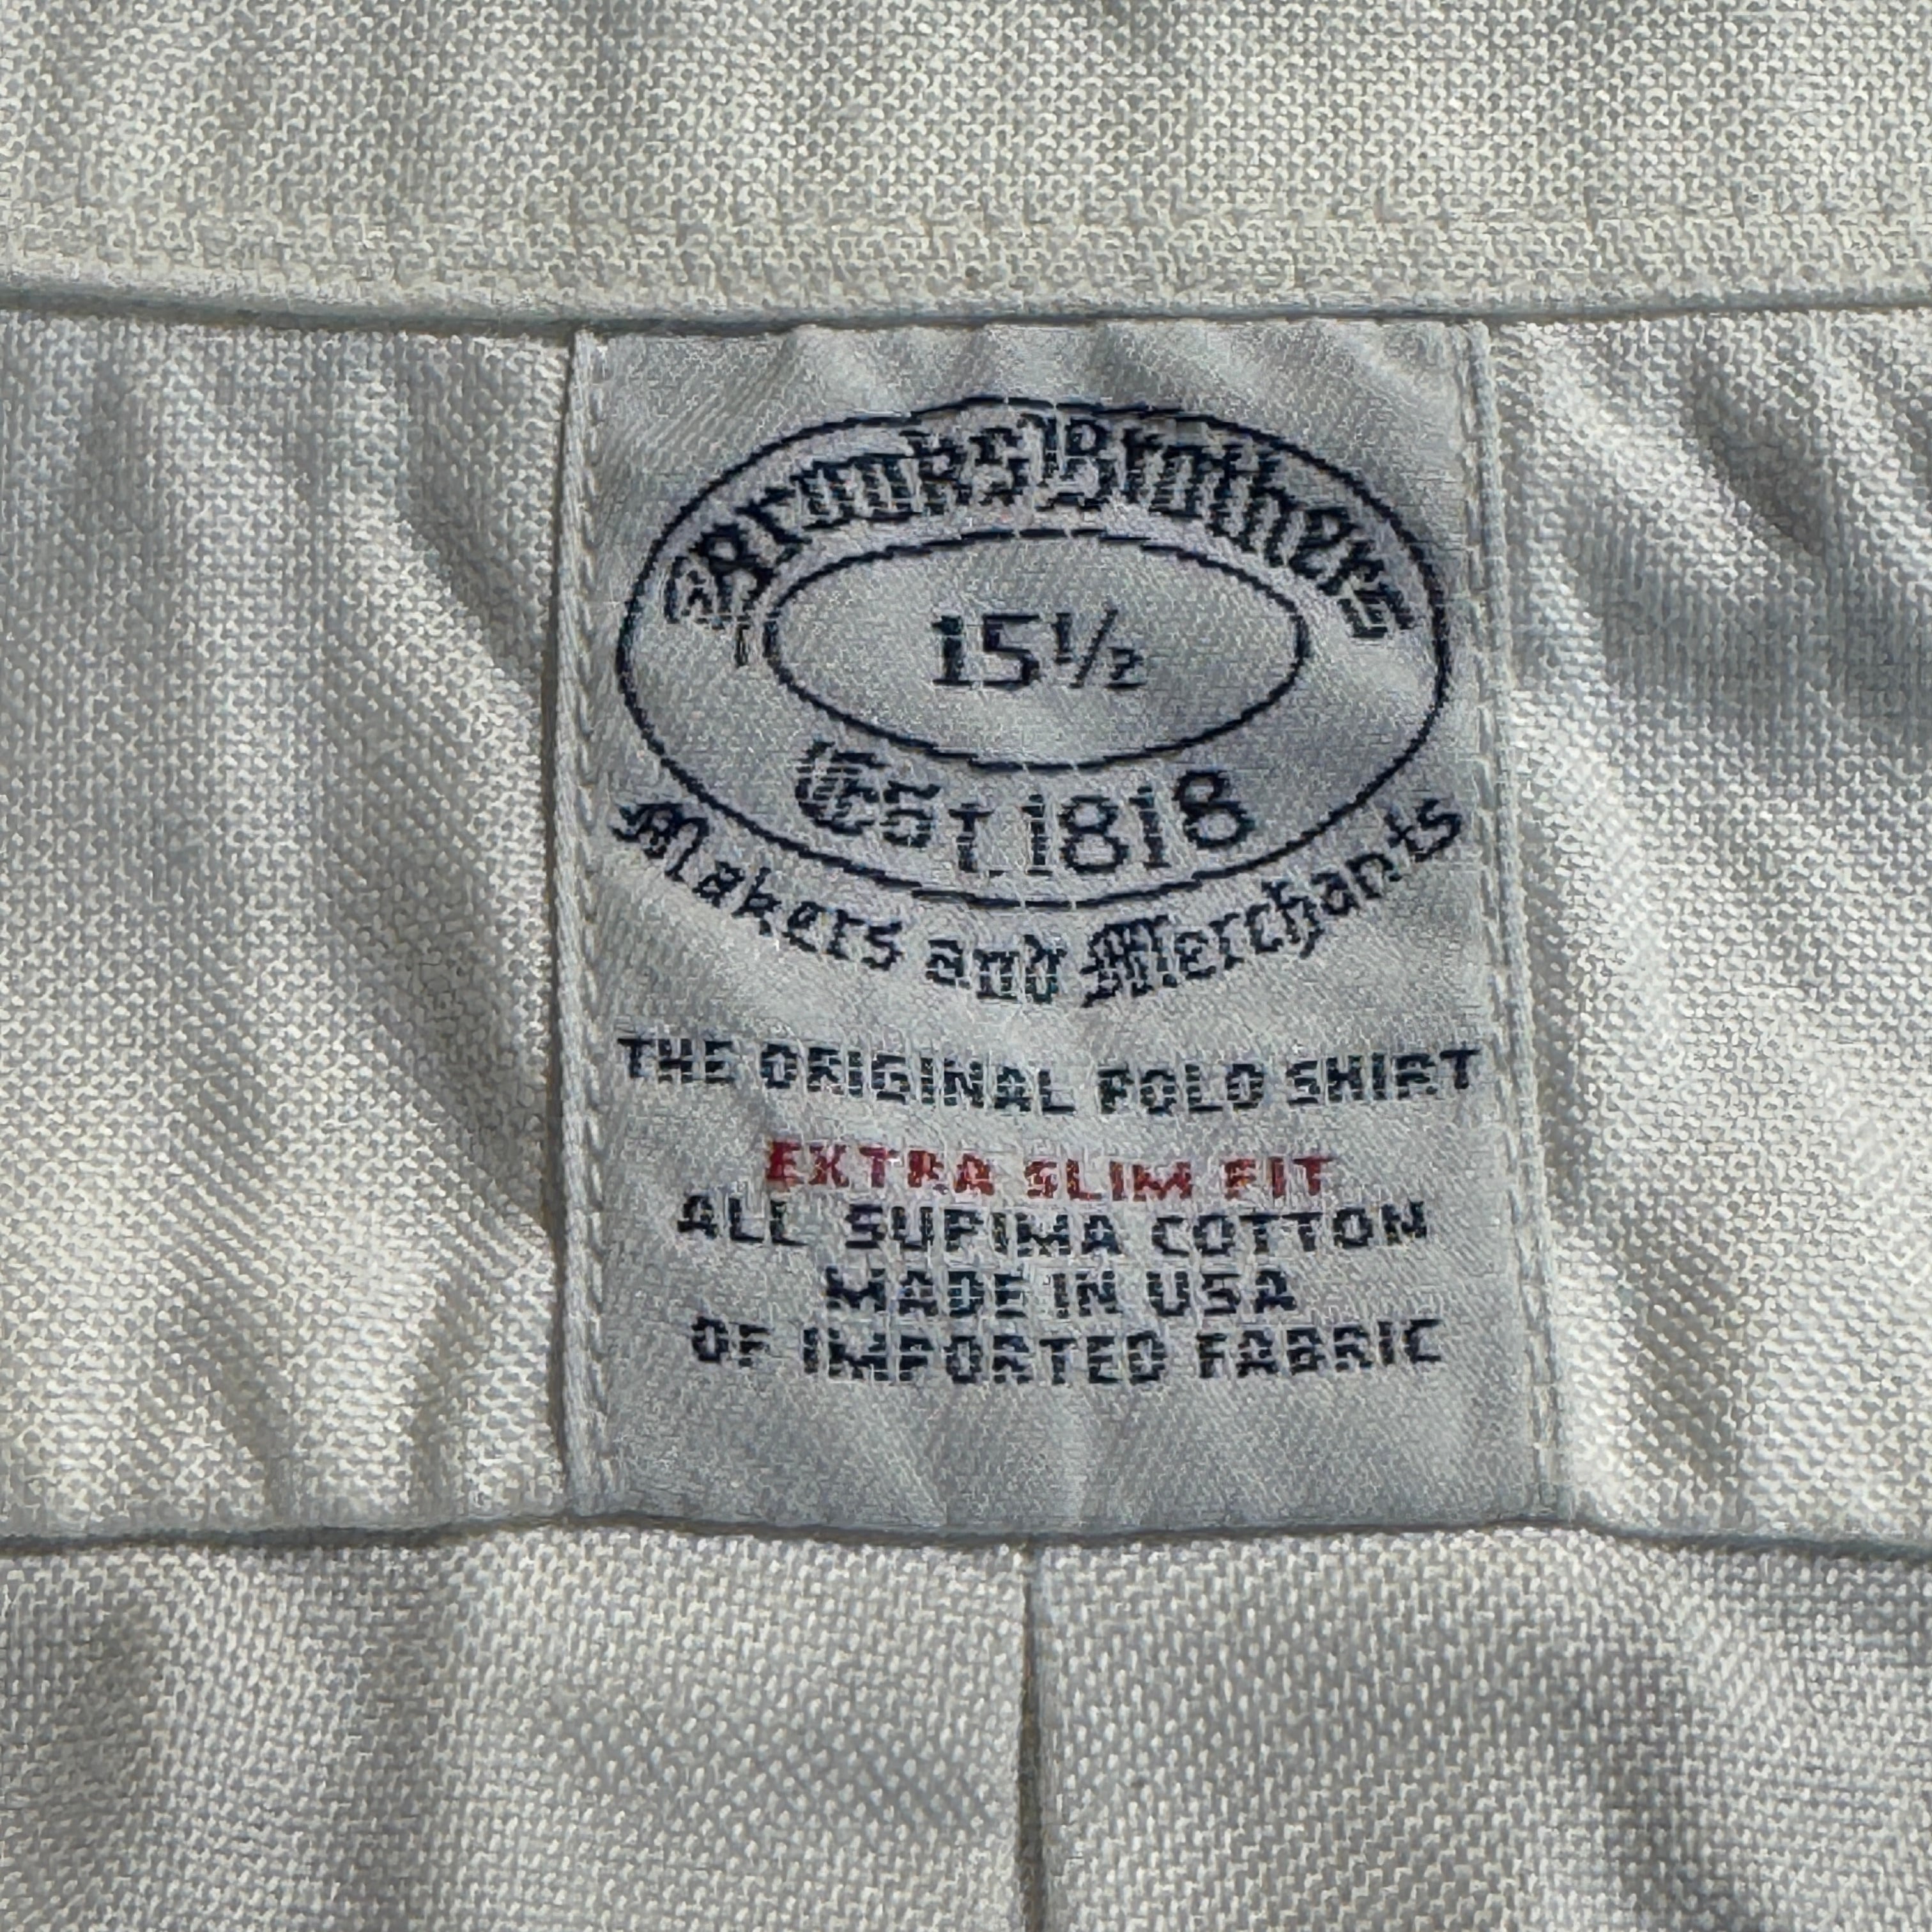 Brooks Brothers
15½
Est. 1818
Makers and Merchants
THE ORIGINAL POLO SHIRT
EXTRA SLIM FIT
ALL SUPIMA COTTON
MADE IN USA
OF IMPORTED FABRIC